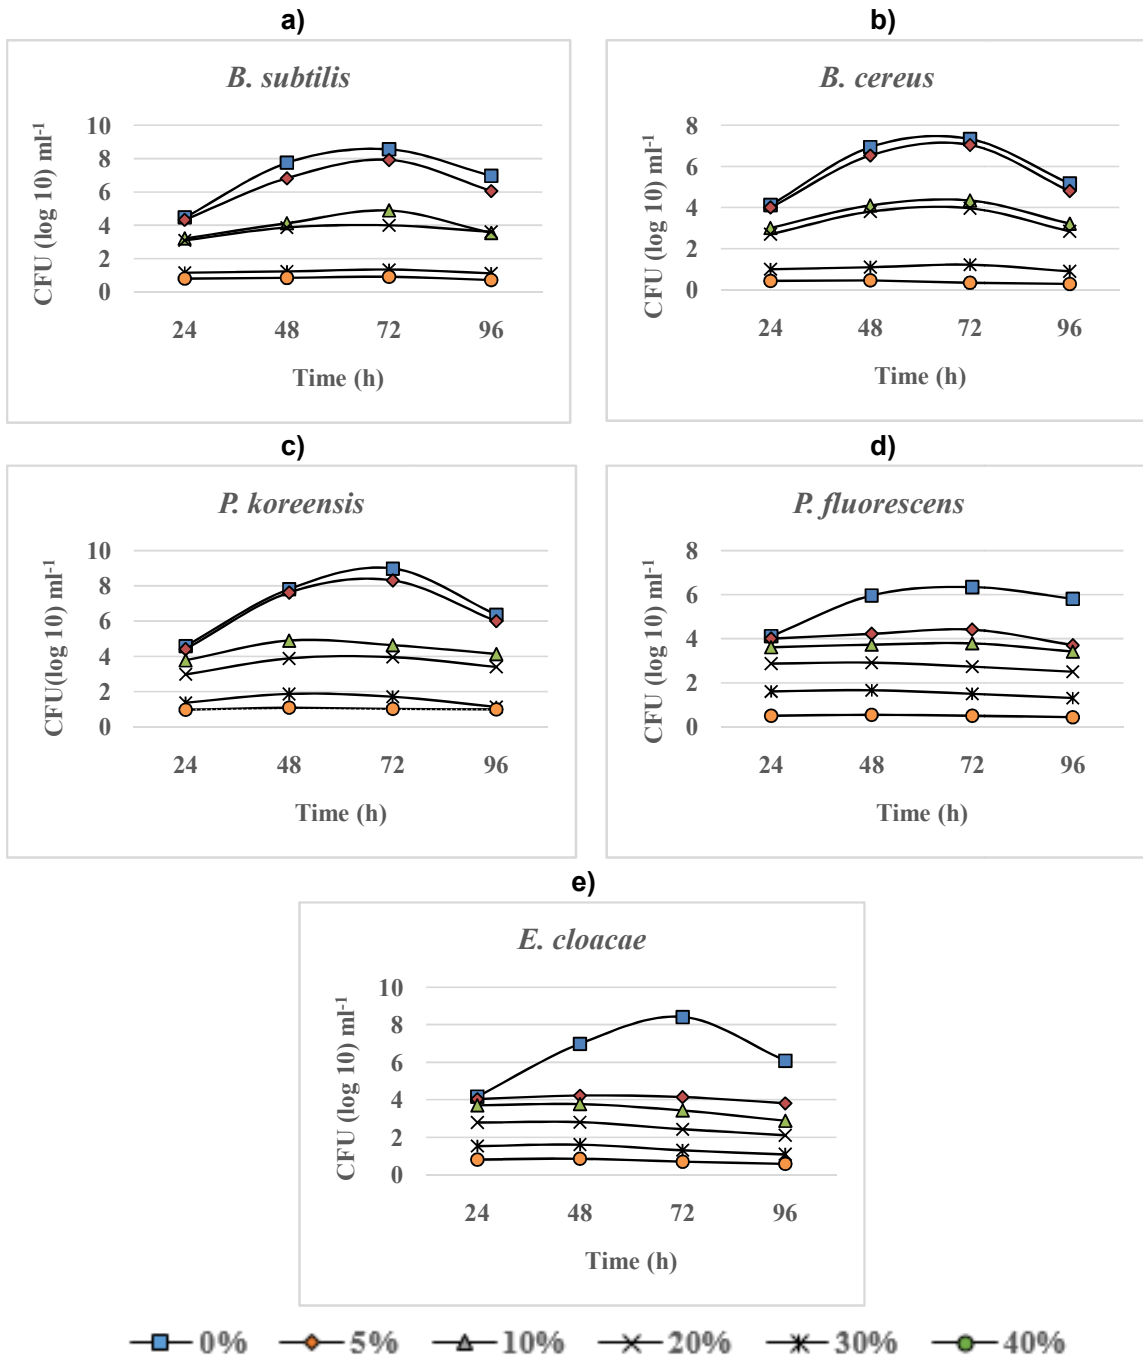 a)
B. subtilis
CFU (log 10) ml-1
10
8
6
4
2
0
24 48 72 96
Time (h)
b)
B. cereus
CFU (log 10) ml-1
8
6
4
2
0
24 48 72 96
Time (h)
c)
P. koreensis
CFU(log 10) ml-1
10
8
6
4
2
0
24 48 72 96
Time (h)
d)
P. fluorescens
CFU (log 10) ml-1
8
6
4
2
0
24 48 72 96
Time (h)
e)
E. cloacae
CFU (log 10) ml-1
10
8
6
4
2
0
24 48 72 96
Time (h)
0% 5% 10% 20% 30% 40%